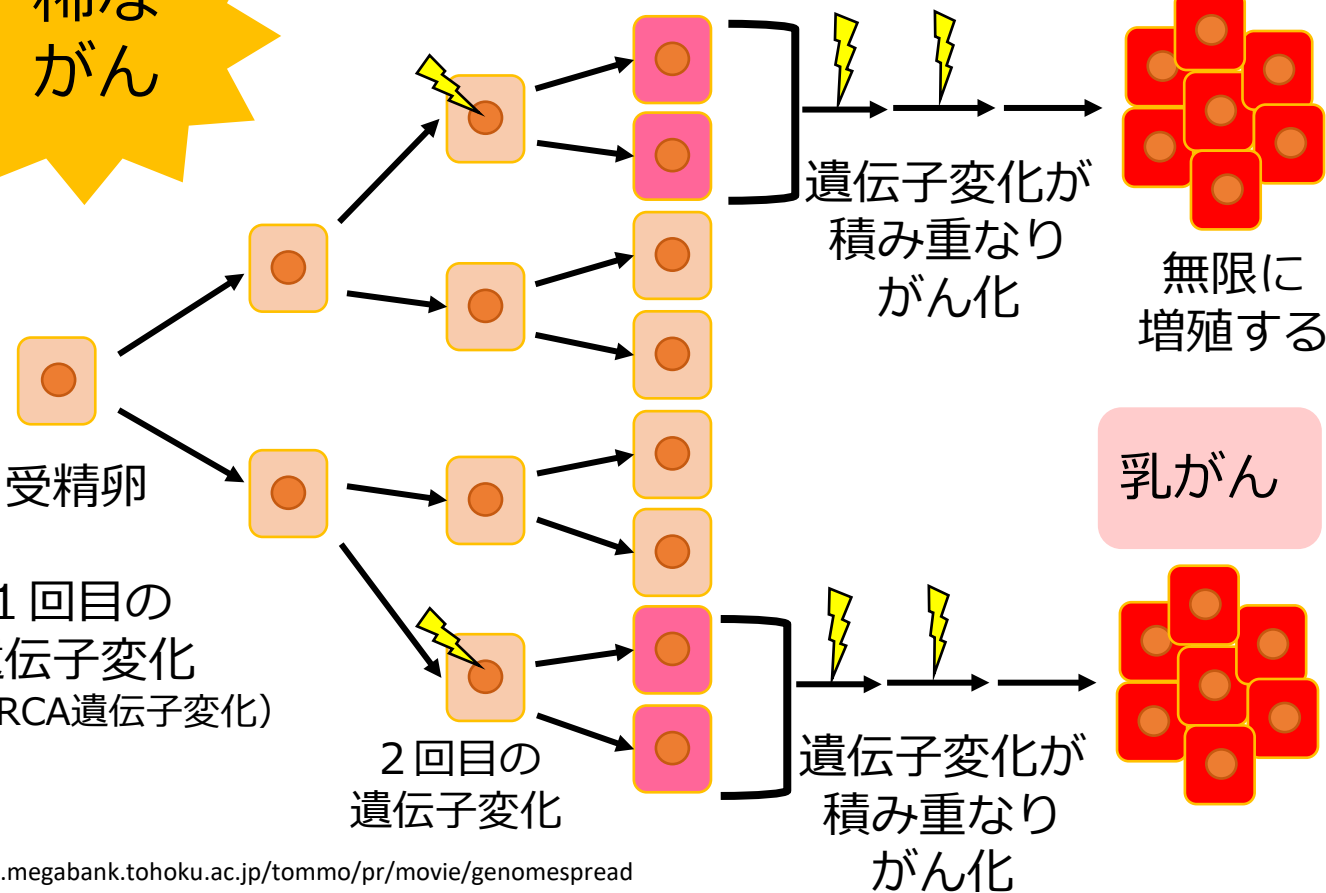 稀な
がん
遺伝子変化が
積み重なり
がん化
無限に
増殖する
受精卵
乳がん
1回目の
伝子変化
RCA遺伝子変化）
２回目の
遺伝子変化
遺伝子変化が
積み重なり
がん化
.megabank.tohoku.ac.jp/tommo/pr/movie/genomespread